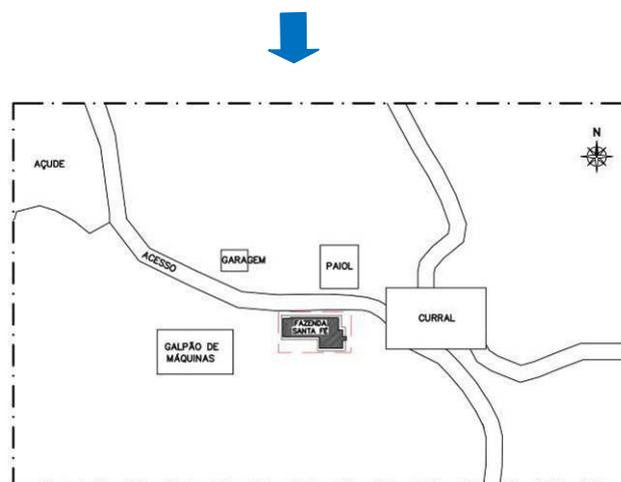 N
AÇUDE
ACESSO
GARAGEM
PAIOL
FAZENDA
SANTA FÉ
CURRAL
GALPÃO DE
MÁQUINAS